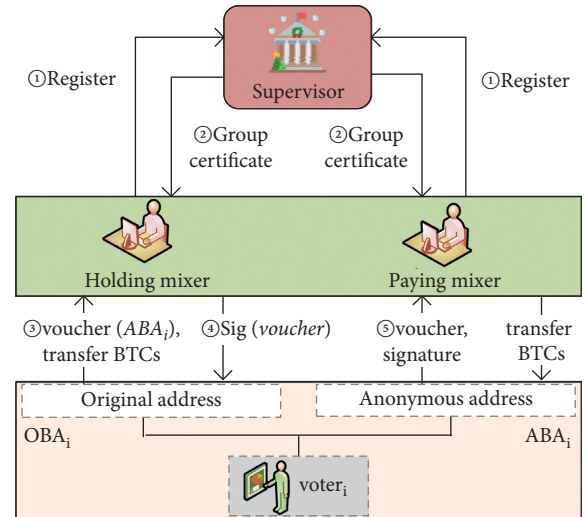 ①Register
①Register
Supervisor
②Group
certificate
②Group
certificate
Holding mixer
Paying mixer
③voucher (ABAᵢ),
transfer BTCs
④Sig (voucher)
⑤voucher,
signature
transfer
BTCs
Original address
Anonymous address
OBAᵢ
ABAᵢ
voterᵢ